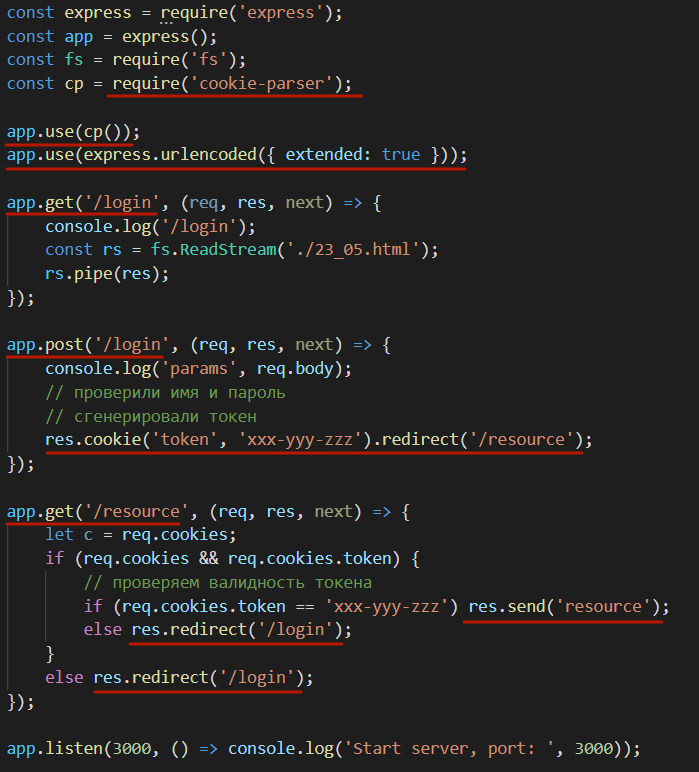 const express = require('express');
const app = express();
const fs = require('fs');
const cp = require('cookie-parser');
app.use(cp());
app.use(express.urlencoded({ extended: true }));
app.get('/login', (req, res, next) => {
    console.log('/login');
    const rs = fs.ReadStream('./23_05.html');
    rs.pipe(res);
});
app.post('/login', (req, res, next) => {
    console.log('params', req.body);
    // проверили имя и пароль
    // сгенерировали токен
    res.cookie('token', 'xxx-yyy-zzz').redirect('/resource');
});
app.get('/resource', (req, res, next) => {
    let c = req.cookies;
    if (req.cookies && req.cookies.token) {
        // проверяем валидность токена
        if (req.cookies.token == 'xxx-yyy-zzz') res.send('resource');
        else res.redirect('/login');
    }
    else res.redirect('/login');
});
app.listen(3000, () => console.log('Start server, port: ', 3000));